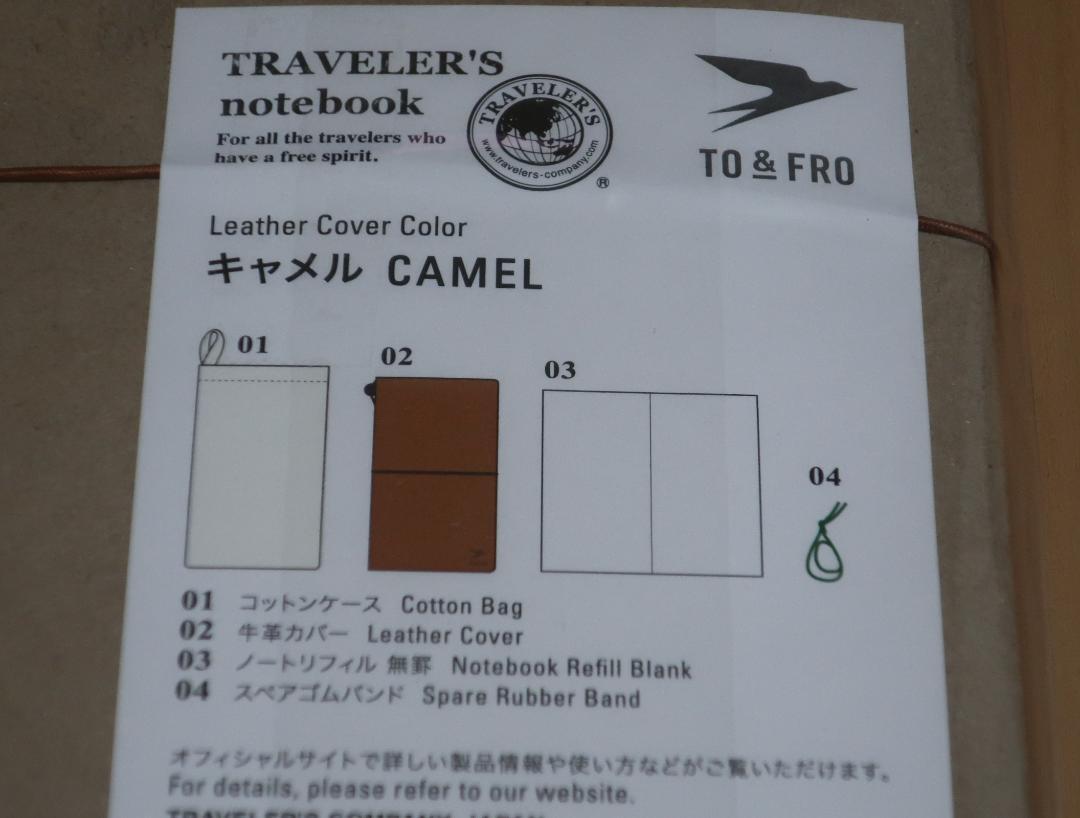 TRAVELER'S
notebook
For all the travelers who
have a free spirit.
TRAVELER'S
www.travelers-company.com
®
TO & FRO
Leather Cover Color
キャメル CAMEL
01
02
03
04
01 コットンケース Cotton Bag
02 牛革カバー Leather Cover
03 ノートリフィル 無罫 Notebook Refill Blank
04 スペアゴムバンド Spare Rubber Band
オフィシャルサイトで詳しい製品情報や使い方などがご覧いただけます。
For details, please refer to our website.
TRAVELER'S COMPANY JAPAN